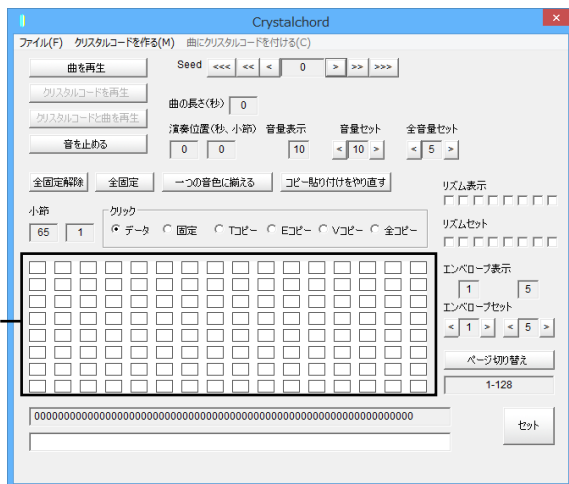 Crystalchord
ファイル(F) クリスタルコードを作る(M) 曲にクリスタルコードを付ける(C)
曲を再生
Seed <<< << < 0 > >> >>>
クリスタルコードを再生
曲の長さ(秒) 0
クリスタルコードと曲を再生
演奏位置(秒、小節) 音量表示 音量セット 全音量セット
音を止める
0 0 10 < 10 > < 5 >
全固定解除 全固定 一つの音色に揃える コピー貼り付けをやり直す
リズム表示
小節
クリック
65 1
データ 固定 Tコピー Eコピー Vコピー 全コピー
リズムセット
エンベロープ表示
1 5
エンベロープセット
< 1 > < 5 >
ページ切り替え
1-128
0000000000000000000000000000000000000000000000000000000000000000
セット